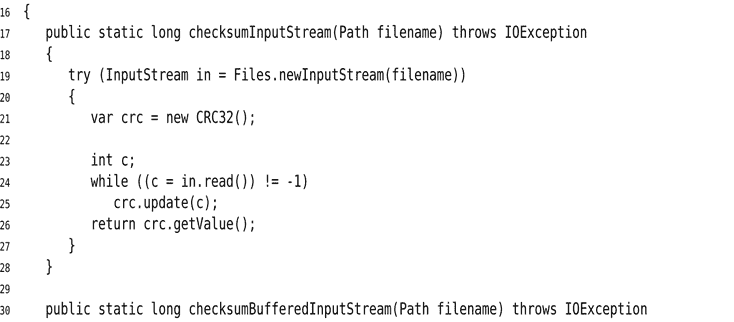 16 {
17 public static long checksumInputStream(Path filename) throws IOException
18 {
19 try (InputStream in = Files.newInputStream(filename))
20 {
21 var crc = new CRC32();
22
23 int c;
24 while ((c = in.read()) != -1)
25 crc.update(c);
26 return crc.getValue();
27 }
28 }
29
30 public static long checksumBufferedInputStream(Path filename) throws IOException